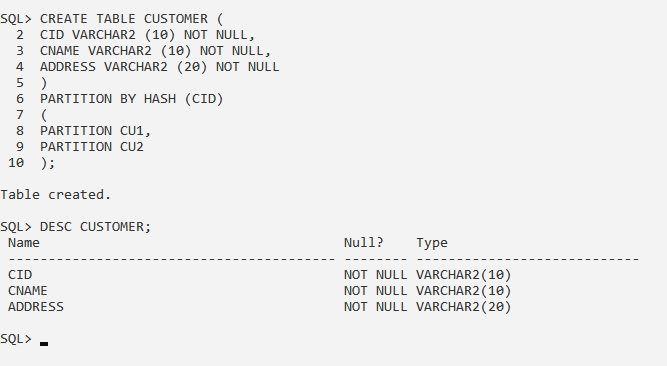 SQL> CREATE TABLE CUSTOMER (
  2  CID VARCHAR2 (10) NOT NULL,
  3  CNAME VARCHAR2 (10) NOT NULL,
  4  ADDRESS VARCHAR2 (20) NOT NULL
  5  )
  6  PARTITION BY HASH (CID)
  7  (
  8  PARTITION CU1,
  9  PARTITION CU2
 10  );
Table created.
SQL> DESC CUSTOMER;
 Name                                      Null?    Type
 ----------------------------------------- -------- ----------------------------
 CID                                       NOT NULL VARCHAR2(10)
 CNAME                                     NOT NULL VARCHAR2(10)
 ADDRESS                                   NOT NULL VARCHAR2(20)
SQL>